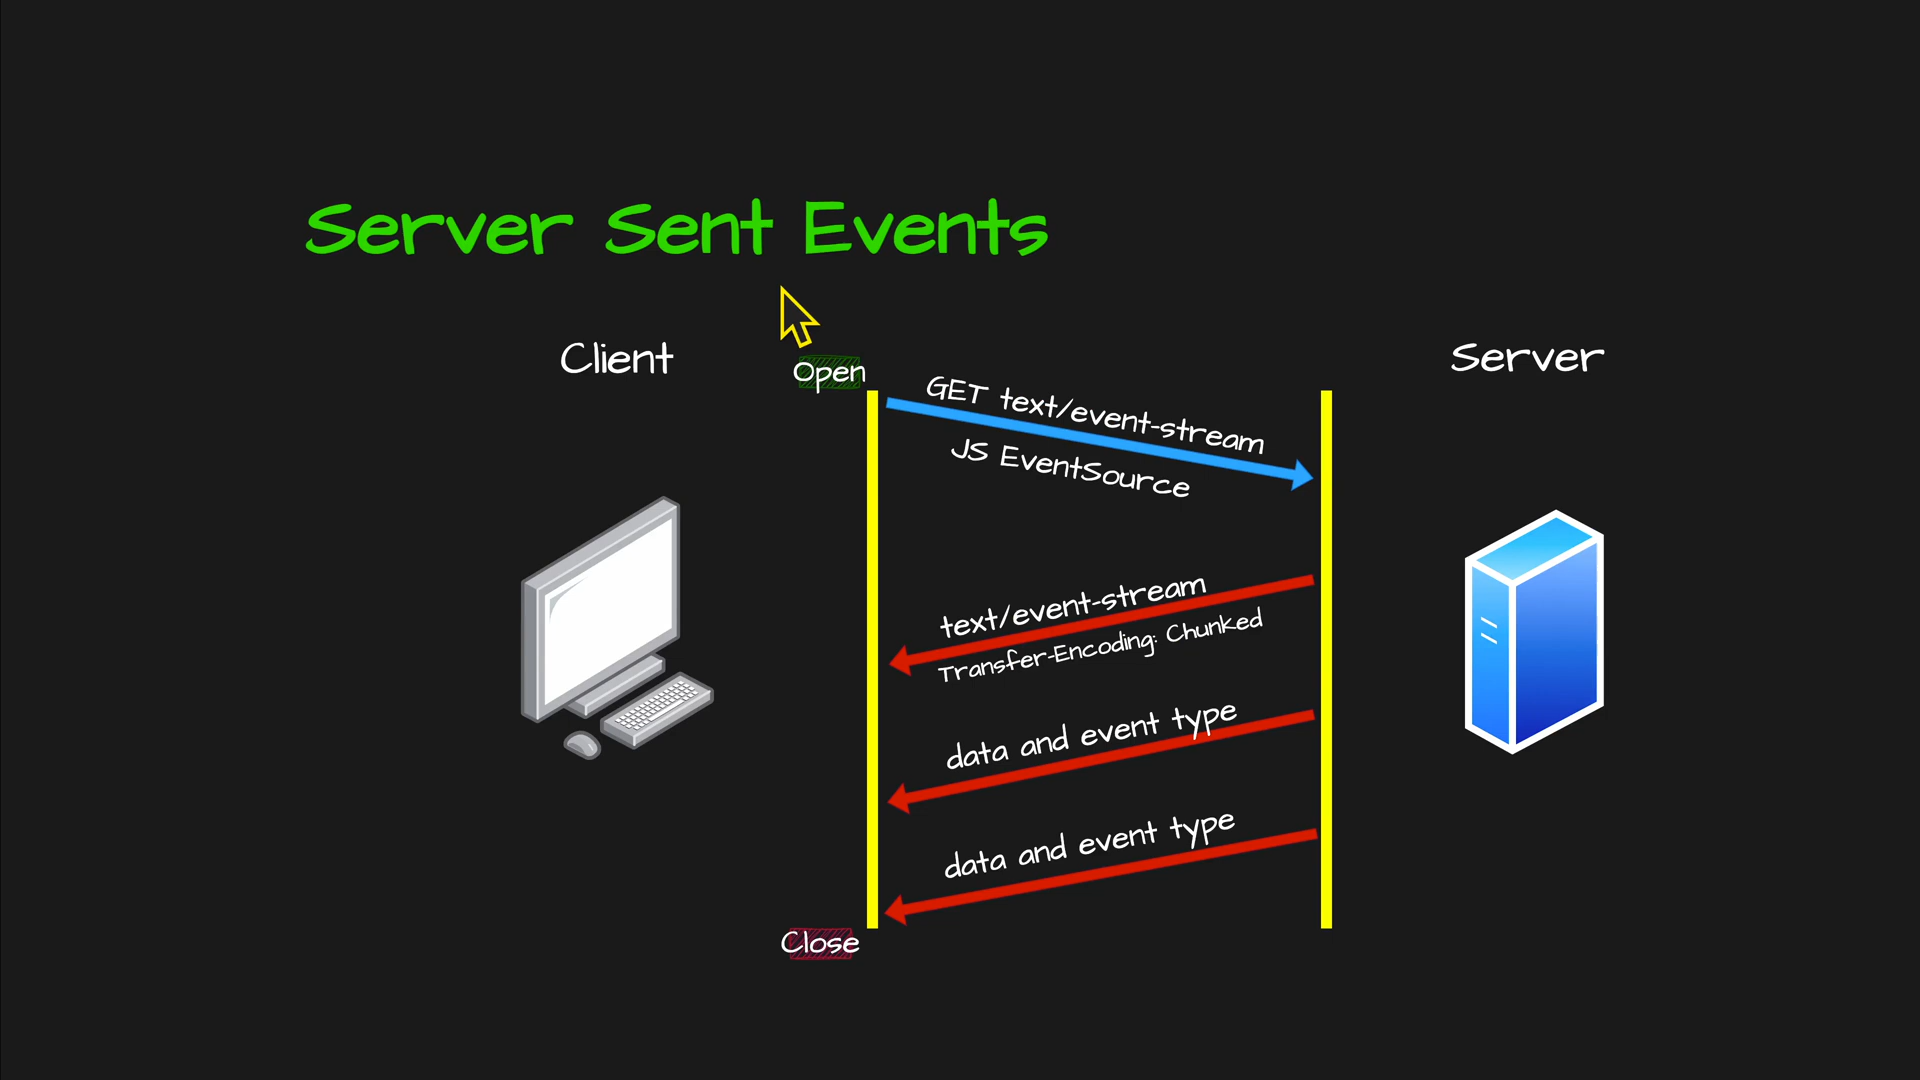 Server Sent Events
Client
Open
Server
GET text/event-stream
JS EventSource
text/event-stream
Transfer-Encoding: Chunked
data and event type
data and event type
Close